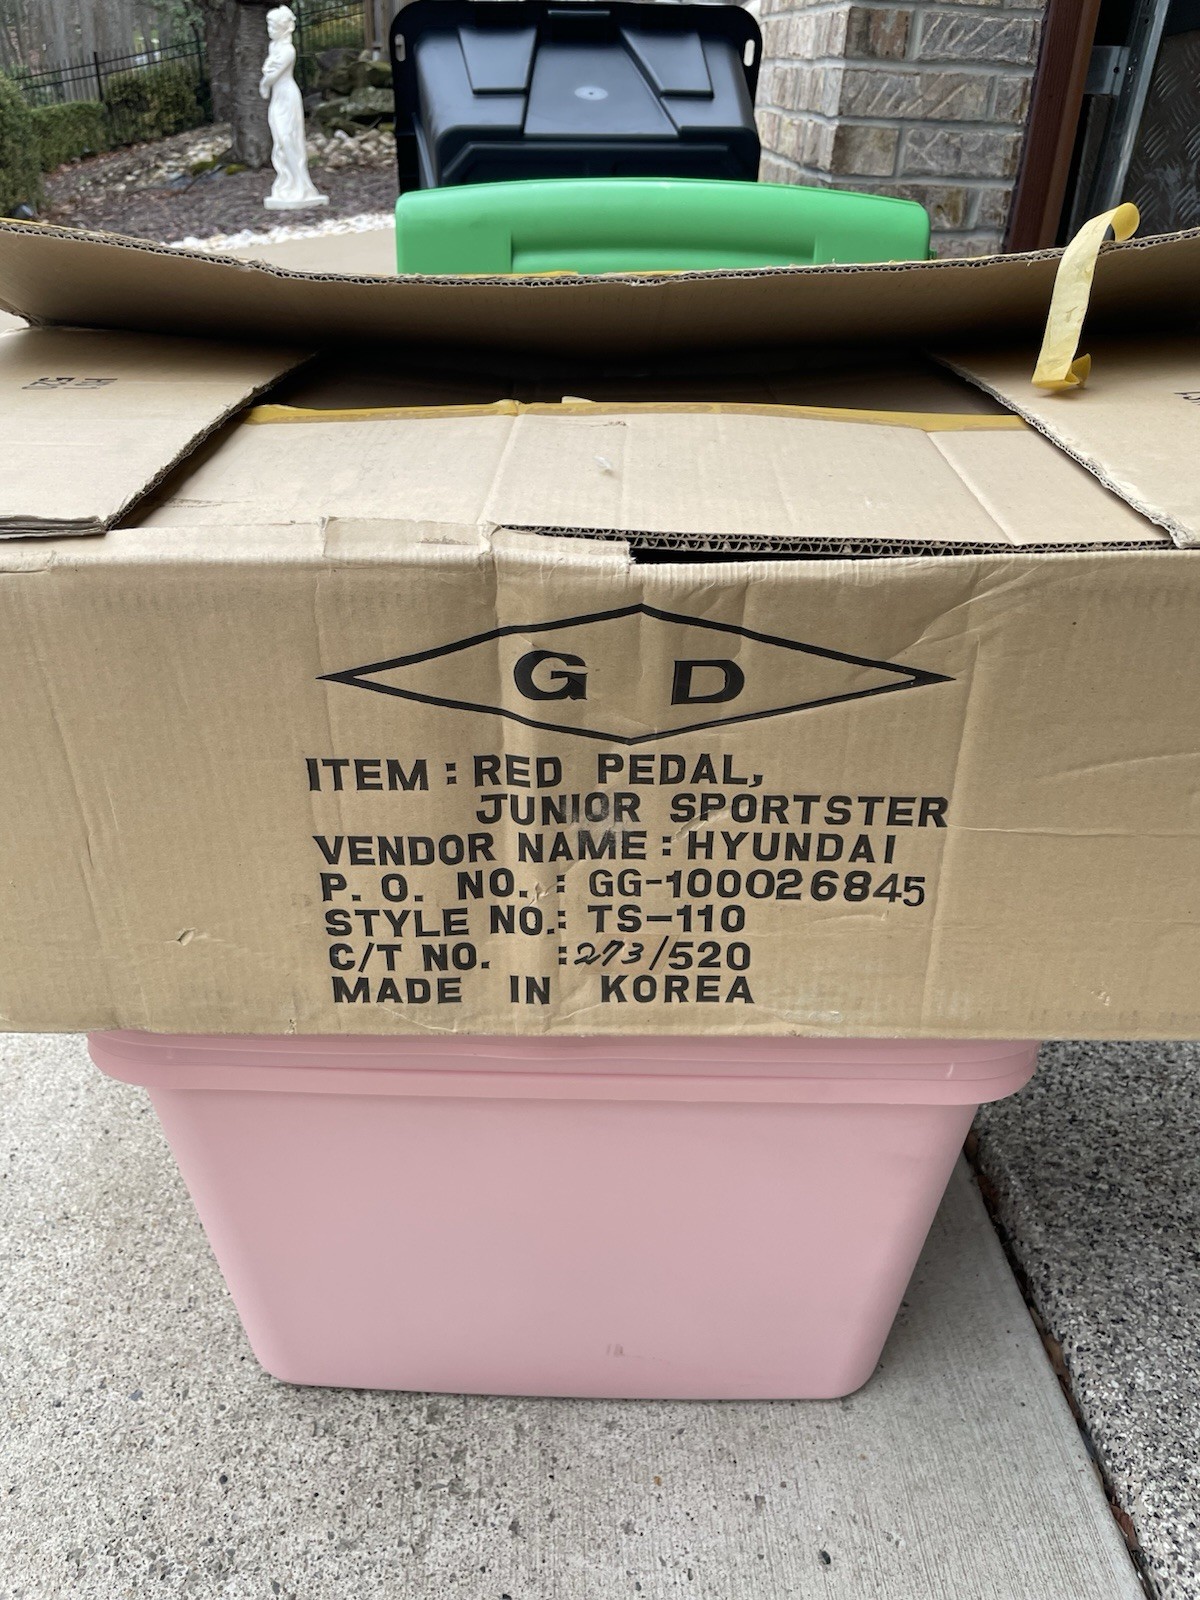 520
G D
ITEM : RED PEDAL,
JUNIOR SPORTSTER
VENDOR NAME : HYUNDAI
P. O. NO. : GG-100026845
STYLE NO.: TS-110
C/T NO. :273/520
MADE IN KOREA